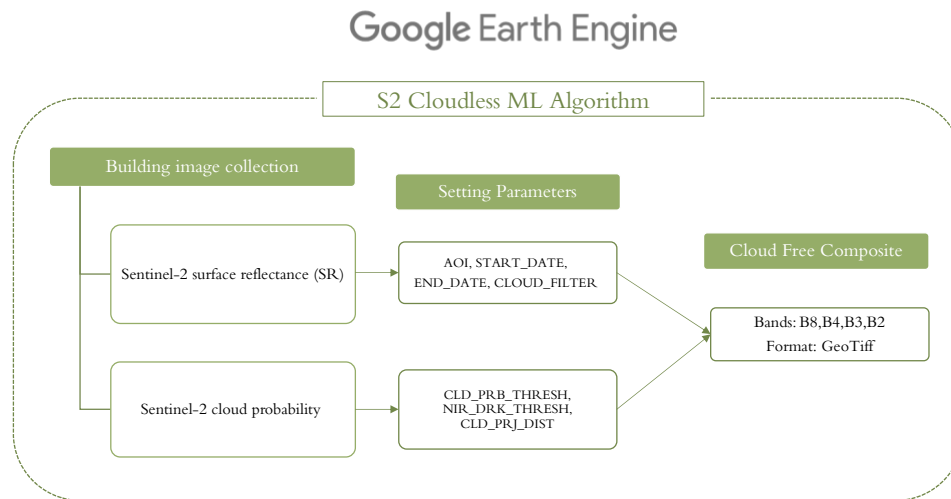 Google Earth Engine
S2 Cloudless ML Algorithm
Building image collection
Setting Parameters
Cloud Free Composite
Sentinel-2 surface reflectance (SR)
AOI, START_DATE,
END_DATE, CLOUD_FILTER
Bands: B8,B4,B3,B2
Format: GeoTiff
Sentinel-2 cloud probability
CLD_PRB_THRESH,
NIR_DRK_THRESH,
CLD_PRJ_DIST